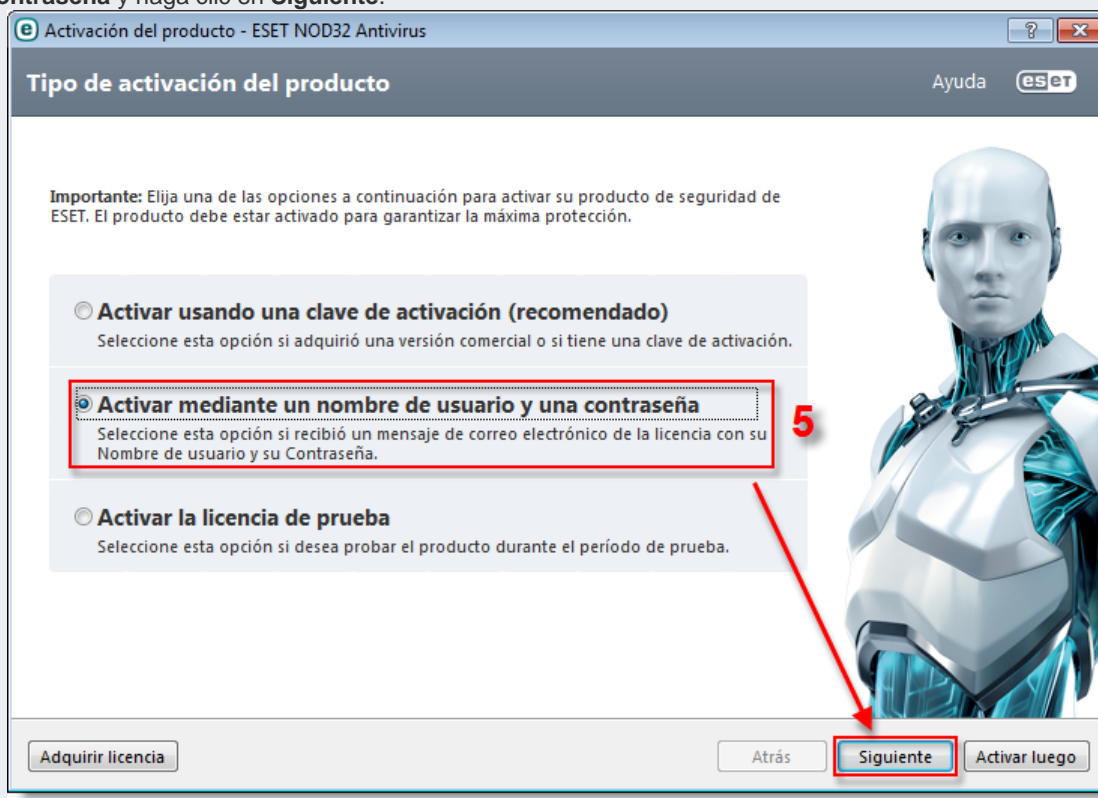 contraseña y haga clic en Siguiente.
Activación del producto - ESET NOD32 Antivirus
Tipo de activación del producto
Ayuda
eset
Importante: Elija una de las opciones a continuación para activar su producto de seguridad de
ESET. El producto debe estar activado para garantizar la máxima protección.
Activar usando una clave de activación (recomendado)
Seleccione esta opción si adquirió una versión comercial o si tiene una clave de activación.
Activar mediante un nombre de usuario y una contraseña
5
Seleccione esta opción si recibió un mensaje de correo electrónico de la licencia con su
Nombre de usuario y su Contraseña.
Activar la licencia de prueba
Seleccione esta opción si desea probar el producto durante el período de prueba.
Adquirir licencia
Atrás
Siguiente
Activar luego